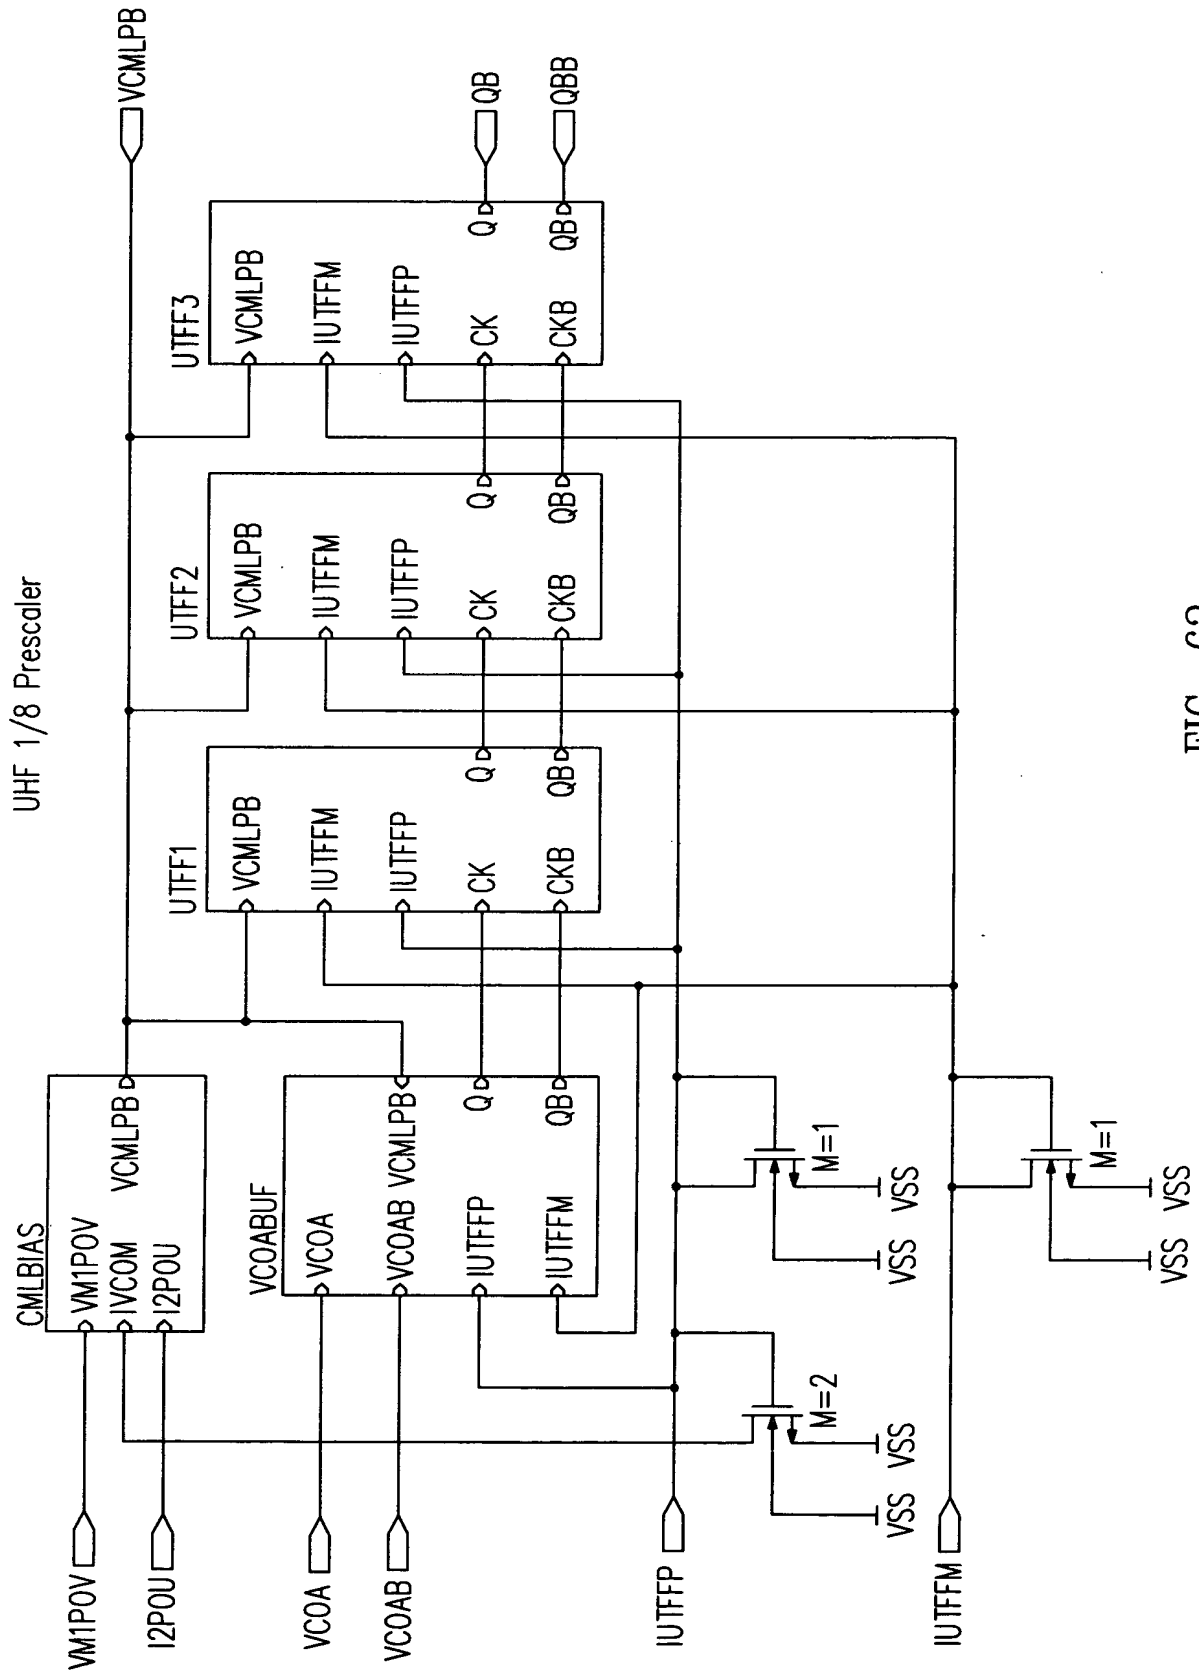 UHF 1/8 Prescaler
VCMLPB
CMLBIAS
VM1POV
IVCOM
I2POU
VCMLPB
VM1POV
I2POU
VCOABUF
VCOA
VCOAB VCMLPB
IUTFFP
IUTFFM
Q
QB
VCOA
VCOAB
UTFF1
VCMLPB
IUTFFM
IUTFFP
CK
CKB
Q
QB
UTFF2
VCMLPB
IUTFFM
IUTFFP
CK
CKB
Q
QB
UTFF3
VCMLPB
IUTFFM
IUTFFP
CK
CKB
Q
QB
QB
QBB
IUTFFP
M=2
VSS
VSS
M=1
VSS
VSS
IUTFFM
M=1
VSS
VSS
FIG.